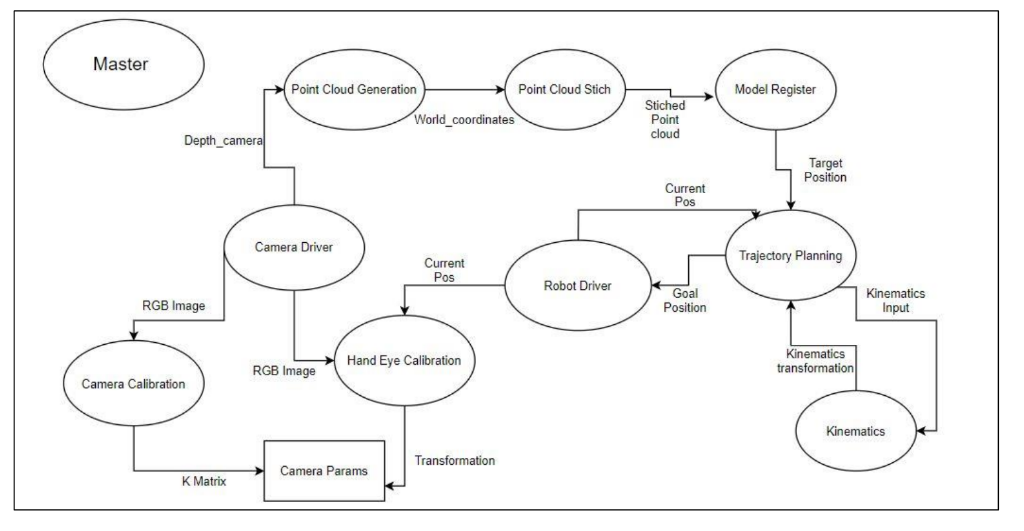 Master
Point Cloud Generation
Point Cloud Stich
Model Register
World_coordinates
Stiched
Point
cloud
Depth_camera
Target
Position
Current
Pos
Camera Driver
Trajectory Planning
Current
Pos
Robot Driver
Goal
Position
Kinematics
Input
RGB Image
Hand Eye Calibration
RGB Image
Kinematics
transformation
Camera Calibration
Kinematics
Camera Params
Transformation
K Matrix